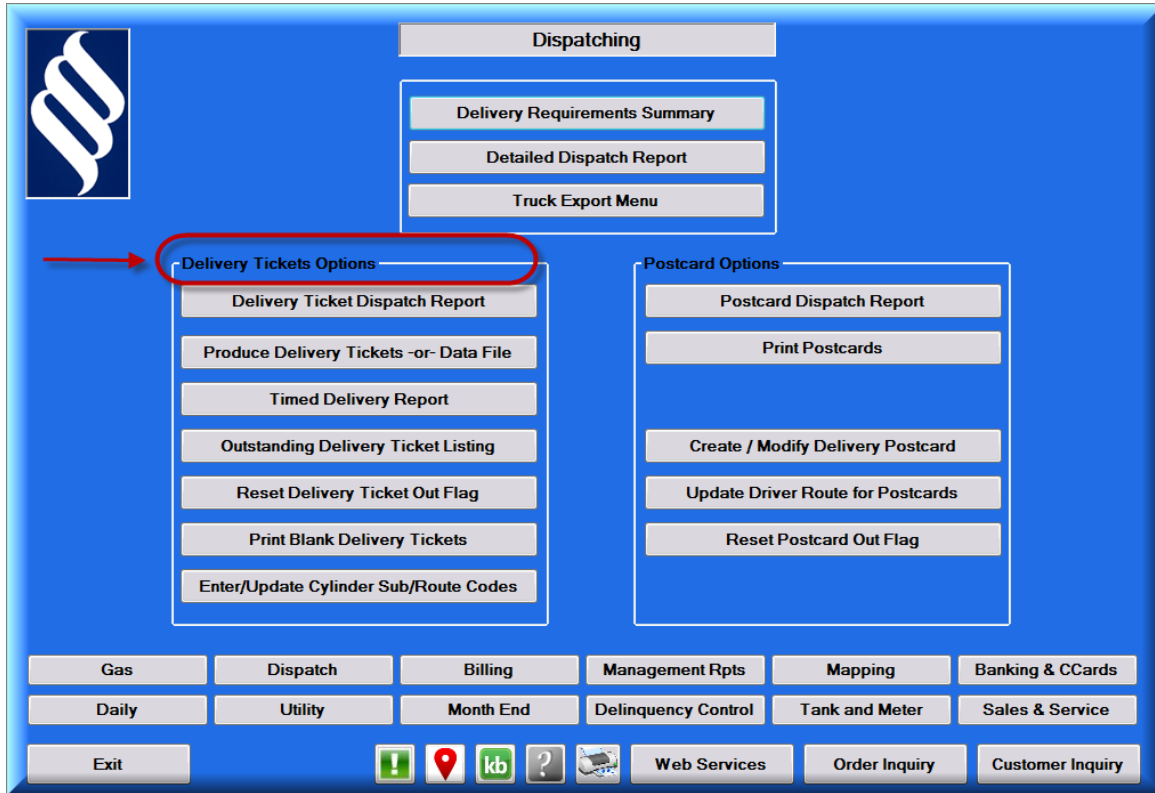 Dispatching
Delivery Requirements Summary
Detailed Dispatch Report
Truck Export Menu
Delivery Tickets Options
Delivery Ticket Dispatch Report
Produce Delivery Tickets -or- Data File
Timed Delivery Report
Outstanding Delivery Ticket Listing
Reset Delivery Ticket Out Flag
Print Blank Delivery Tickets
Enter/Update Cylinder Sub/Route Codes
Postcard Options
Postcard Dispatch Report
Print Postcards
Create / Modify Delivery Postcard
Update Driver Route for Postcards
Reset Postcard Out Flag
Gas Dispatch Billing Management Rpts Mapping Banking & CCards
Daily Utility Month End Delinquency Control Tank and Meter Sales & Service
Exit ! kb ? Web Services Order Inquiry Customer Inquiry